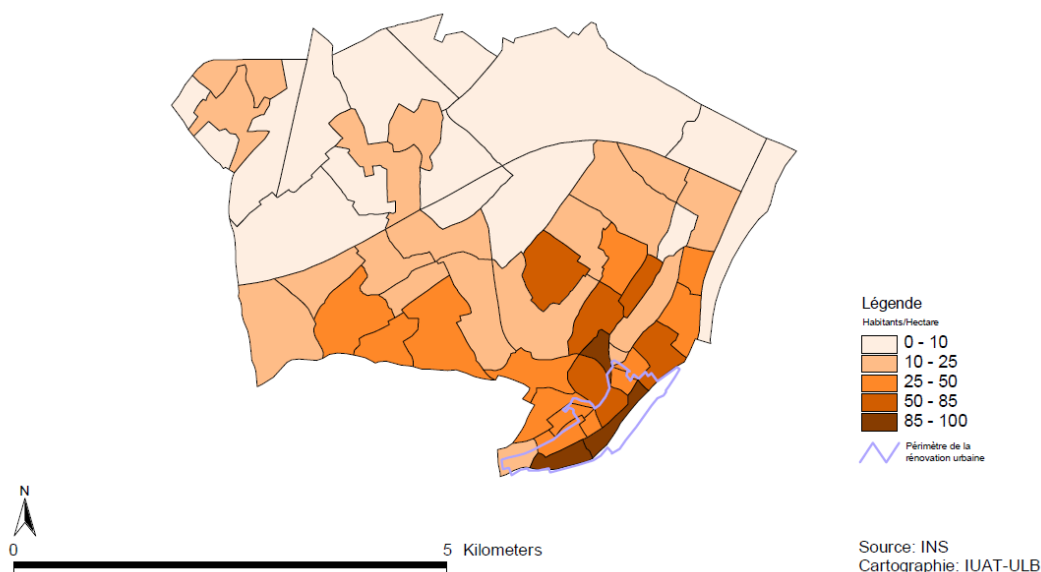 Légende
Habitants/Hectare
0 - 10
10 - 25
25 - 50
50 - 85
85 - 100
Périmètre de la
rénovation urbaine
N
0
5 Kilometers
Source: INS
Cartographie: IUAT-ULB